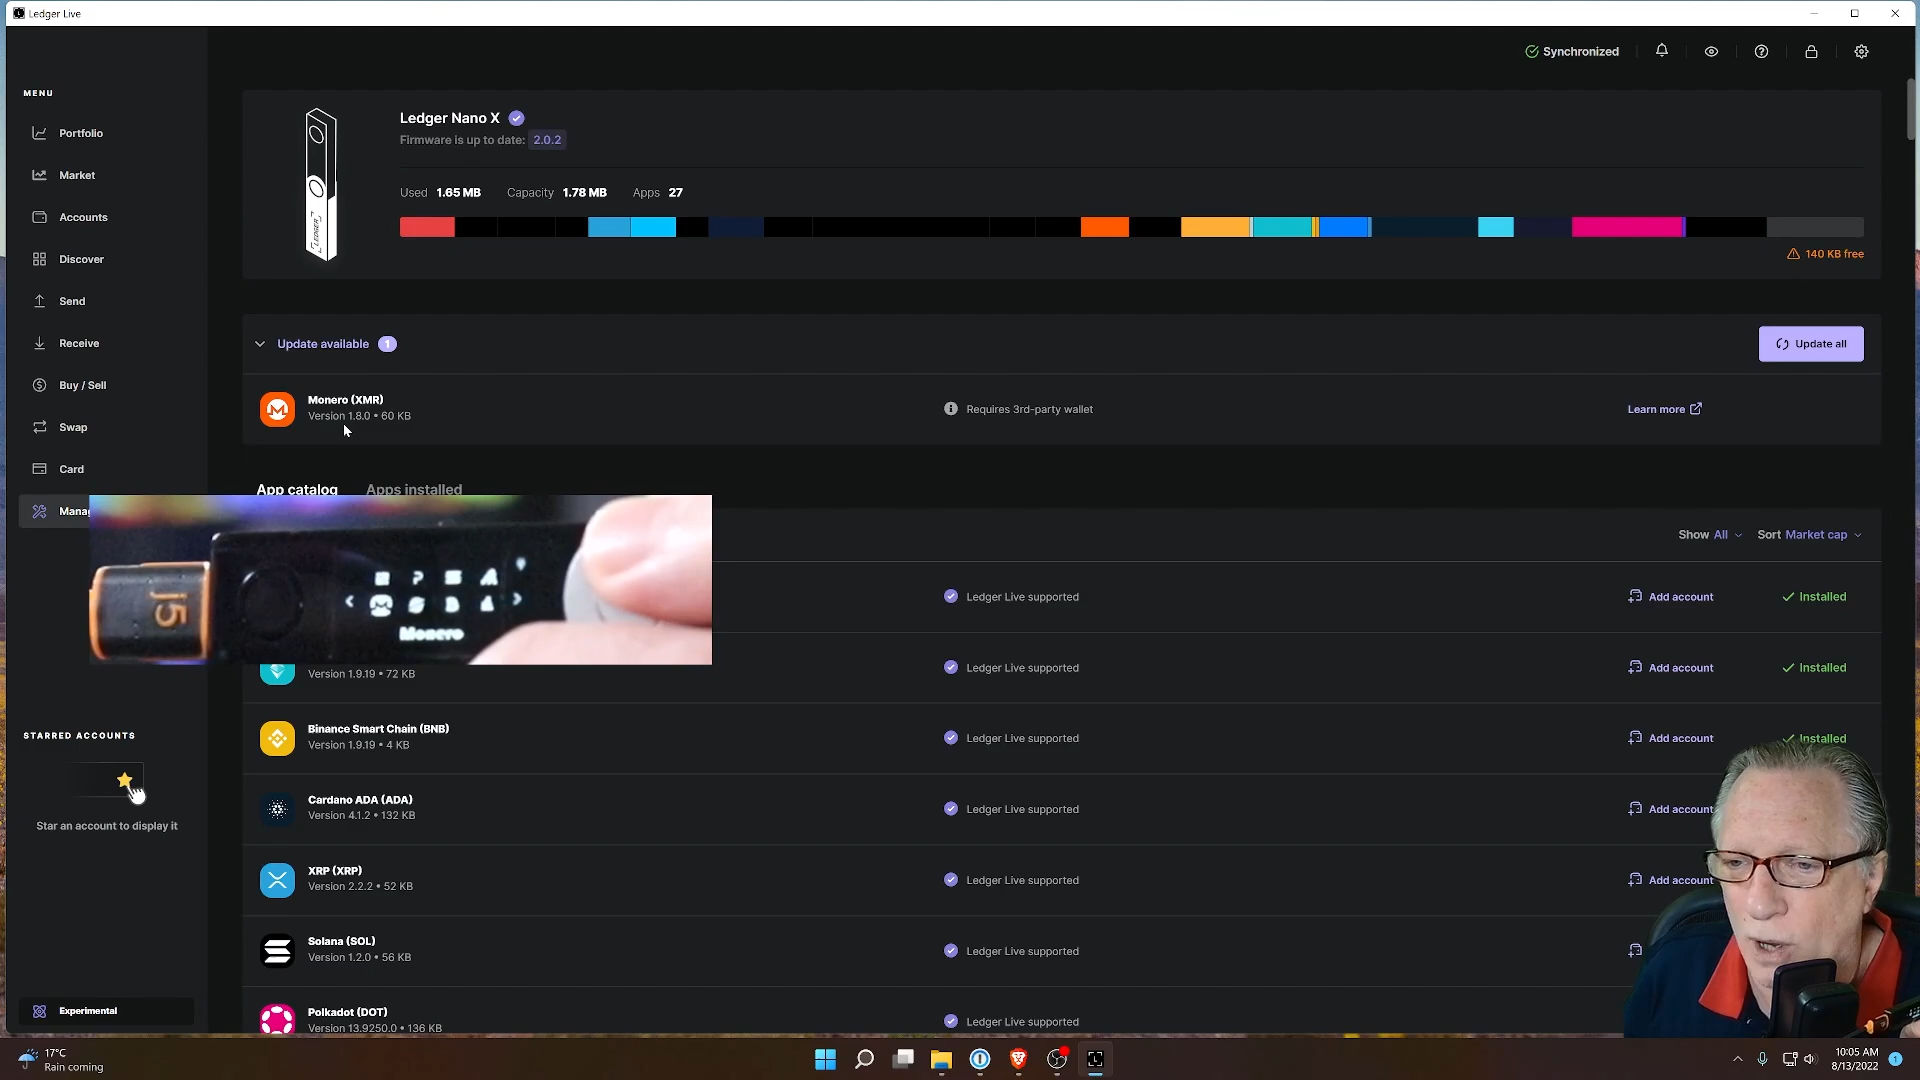 Ledger Live
Synchronized
MENU
Portfolio
Market
Accounts
Discover
Send
Receive
Buy / Sell
Swap
Card
Manag
STARRED ACCOUNTS
Star an account to display it
Experimental
Ledger Nano X
Firmware is up to date: 2.0.2
Used 1.65 MB Capacity 1.78 MB Apps 27
LEDGER
140 KB free
Update available 1
Update all
Monero (XMR)
Version 1.8.0 • 60 KB
Requires 3rd-party wallet
Learn more
App catalog Apps installed
Show All Sort Market cap
j5
Monero
Ledger Live supported Add account Installed
Version 1.9.19 • 72 KB
Ledger Live supported Add account Installed
Binance Smart Chain (BNB)
Version 1.9.19 • 4 KB
Ledger Live supported Add account Installed
Cardano ADA (ADA)
Version 4.1.2 • 132 KB
Ledger Live supported Add account
XRP (XRP)
Version 2.2.2 • 52 KB
Ledger Live supported Add account
Solana (SOL)
Version 1.2.0 • 56 KB
Ledger Live supported
Polkadot (DOT)
Version 13.9250.0 • 136 KB
Ledger Live supported
17°C
Rain coming
10:05 AM
8/13/2022
1